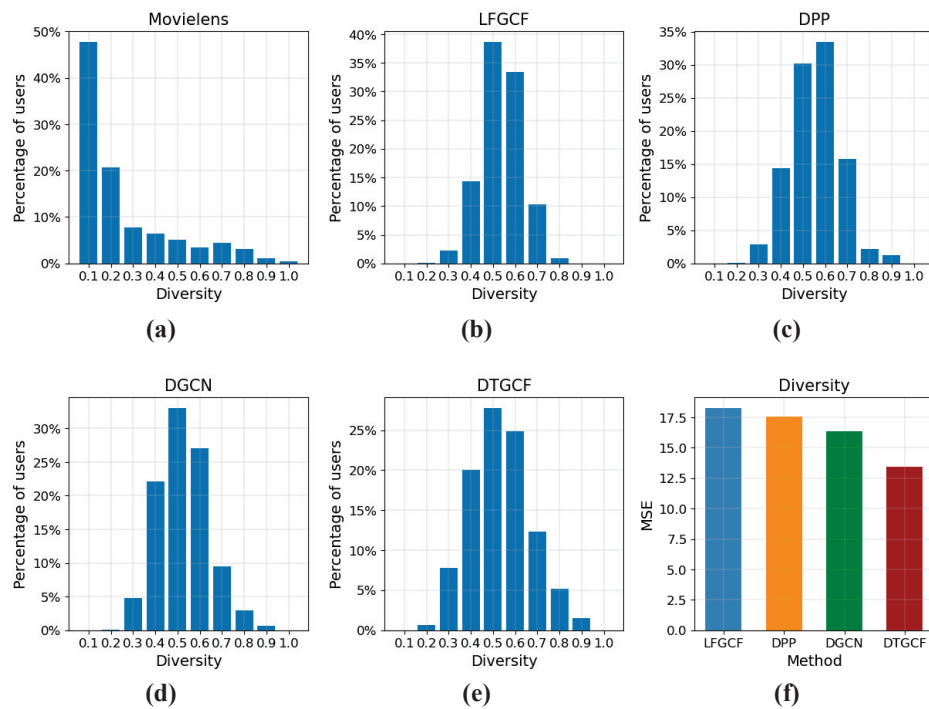 Movielens
Percentage of users
50%
40%
30%
20%
10%
0%
0.1 0.2 0.3 0.4 0.5 0.6 0.7 0.8 0.9 1.0
Diversity
(a)
LFGCF
Percentage of users
40%
35%
30%
25%
20%
15%
10%
5%
0%
0.1 0.2 0.3 0.4 0.5 0.6 0.7 0.8 0.9 1.0
Diversity
(b)
DPP
Percentage of users
35%
30%
25%
20%
15%
10%
5%
0%
0.1 0.2 0.3 0.4 0.5 0.6 0.7 0.8 0.9 1.0
Diversity
(c)
DGCN
Percentage of users
30%
25%
20%
15%
10%
5%
0%
0.1 0.2 0.3 0.4 0.5 0.6 0.7 0.8 0.9 1.0
Diversity
(d)
DTGCF
Percentage of users
25%
20%
15%
10%
5%
0%
0.1 0.2 0.3 0.4 0.5 0.6 0.7 0.8 0.9 1.0
Diversity
(e)
Diversity
MSE
17.5
15.0
12.5
10.0
7.5
5.0
2.5
0.0
LFGCF DPP DGCN DTGCF
Method
(f)